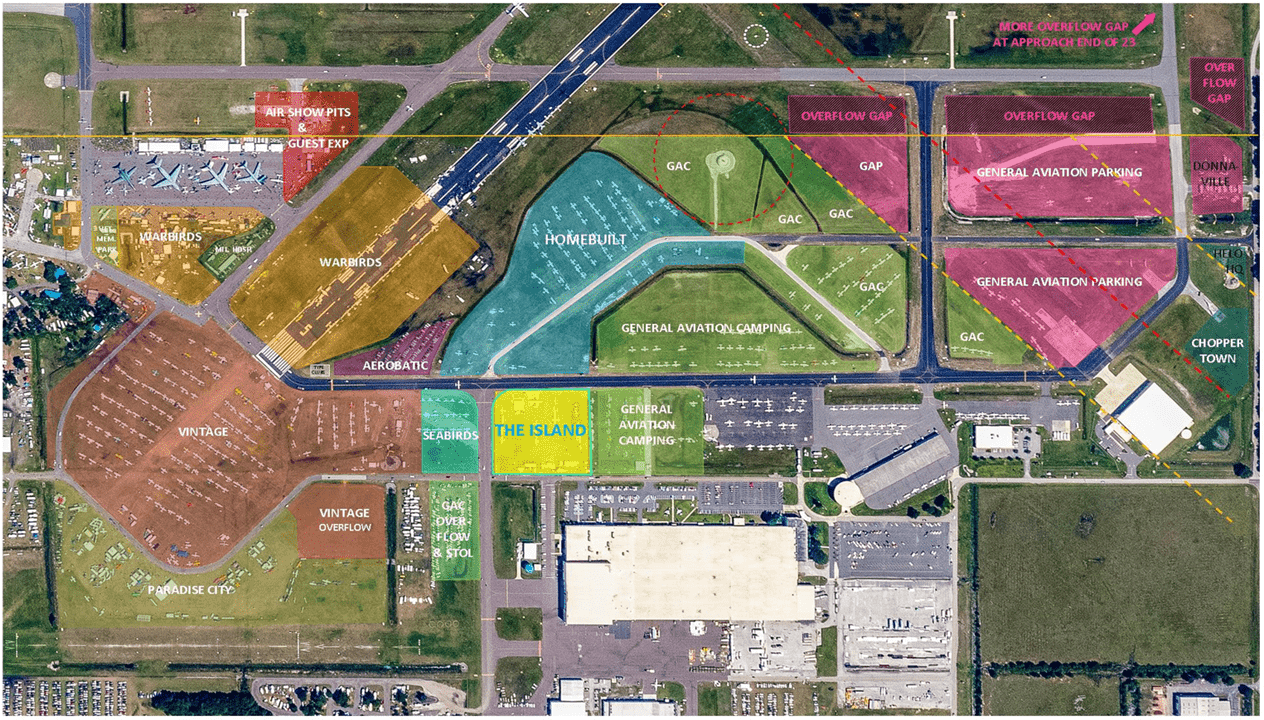 MORE OVERFLOW GAP
AT APPROACH END OF 23
OVER
FLOW
GAP
AIR SHOW PITS
&
GUEST EXP
OVERFLOW GAP
OVERFLOW GAP
GAC
GAP
GENERAL AVIATION PARKING
DONNA-
VILLE
GAC
GAC
MEM.
PARK
WARBIRDS
MIL HDSR
WARBIRDS
HOMEBUILT
HELO
HQ
GAC
GENERAL AVIATION PARKING
GENERAL AVIATION CAMPING
GAC
CHOPPER
TOWN
AEROBATIC
VINTAGE
SEABIRDS
THE ISLAND
GENERAL
AVIATION
CAMPING
VINTAGE
OVERFLOW
GAC
OVER
FLOW
& STOL
PARADISE CITY